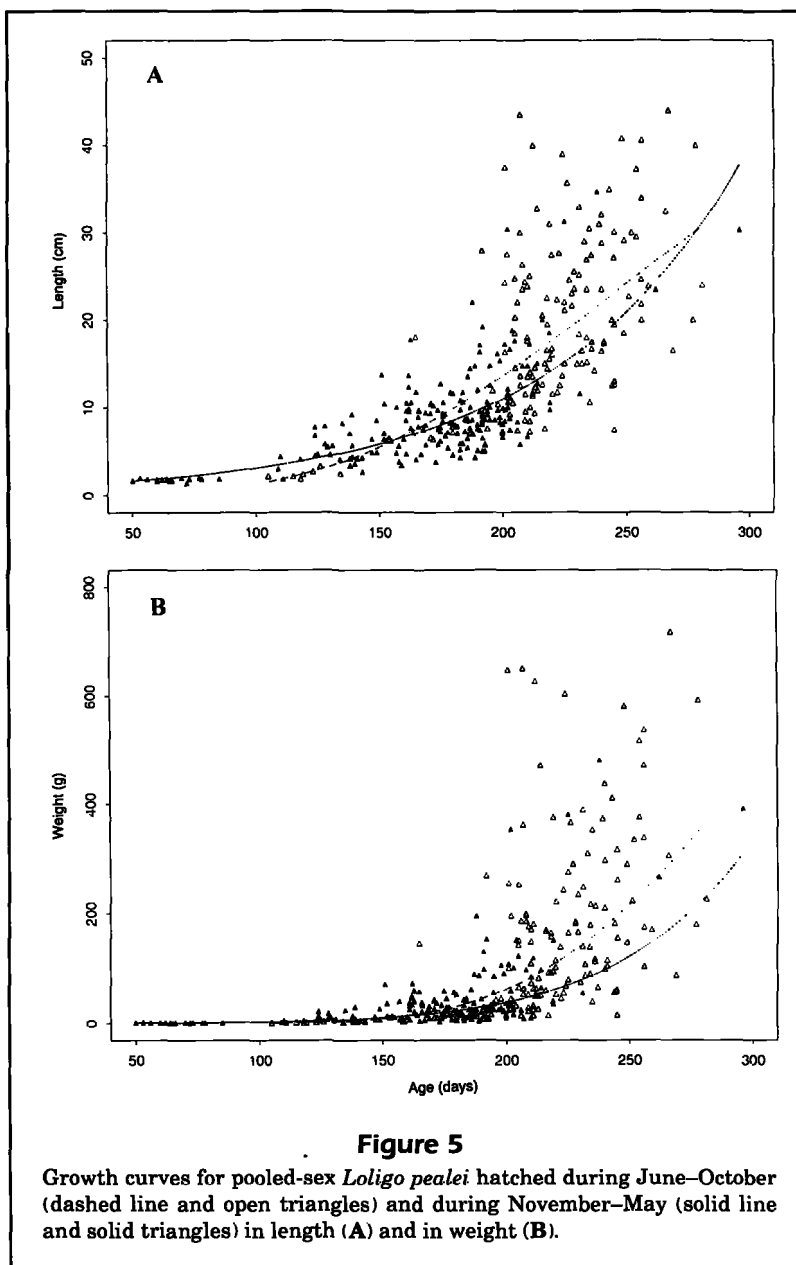 A
50
40
30
20
10
0
Length (cm)
50 100 150 200 250 300
B
800
600
400
200
0
Weight (g)
50 100 150 200 250 300
Age (days)
Figure 5
Growth curves for pooled-sex Loligo pealei hatched during June–October
(dashed line and open triangles) and during November–May (solid line
and solid triangles) in length (A) and in weight (B).